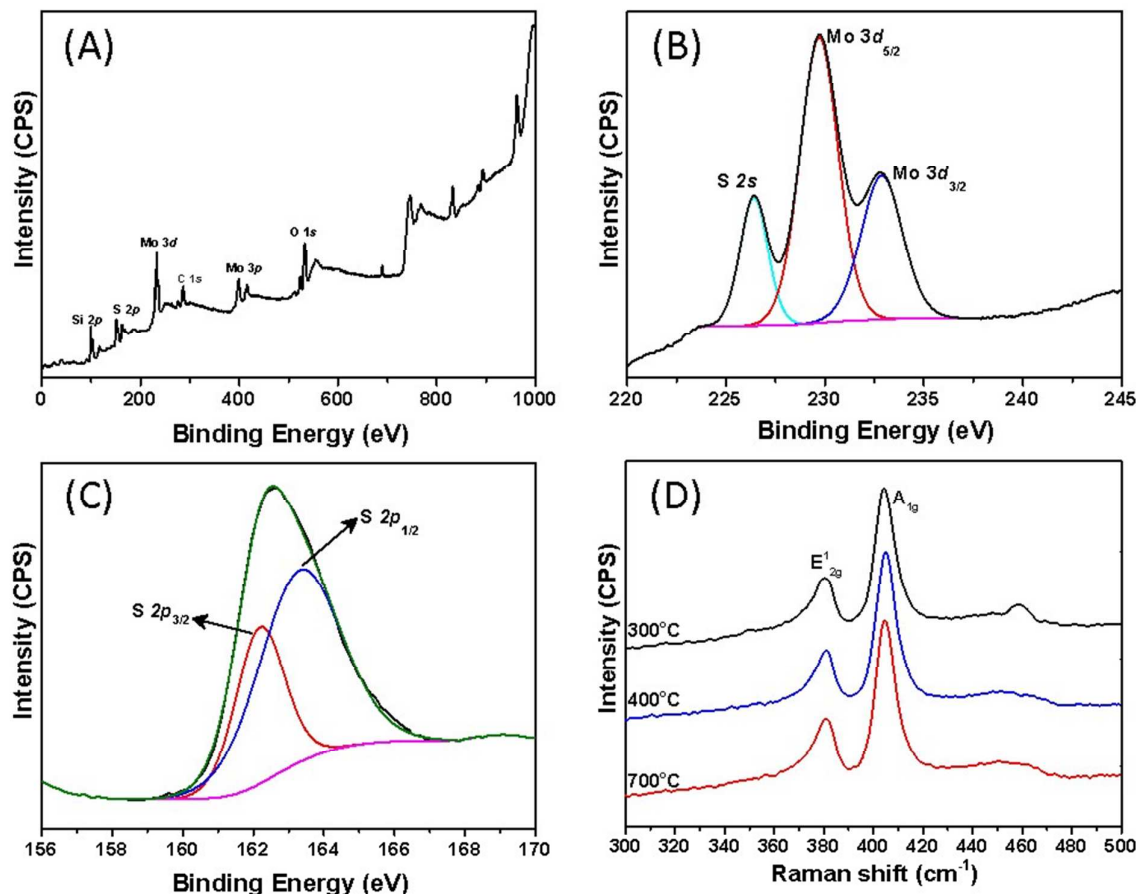 (A)
Intensity (CPS)
Si 2p
S 2p
Mo 3d
C 1s
Mo 3p
O 1s
0 200 400 600 800 1000
Binding Energy (eV)
(B)
Intensity (CPS)
S 2s
Mo 3d5/2
Mo 3d3/2
220 225 230 235 240 245
Binding Energy (eV)
(C)
Intensity (CPS)
S 2p1/2
S 2p3/2
156 158 160 162 164 166 168 170
Binding Energy (eV)
(D)
Intensity (CPS)
A1g
E¹2g
300°C
400°C
700°C
300 320 340 360 380 400 420 440 460 480 500
Raman shift (cm⁻¹)